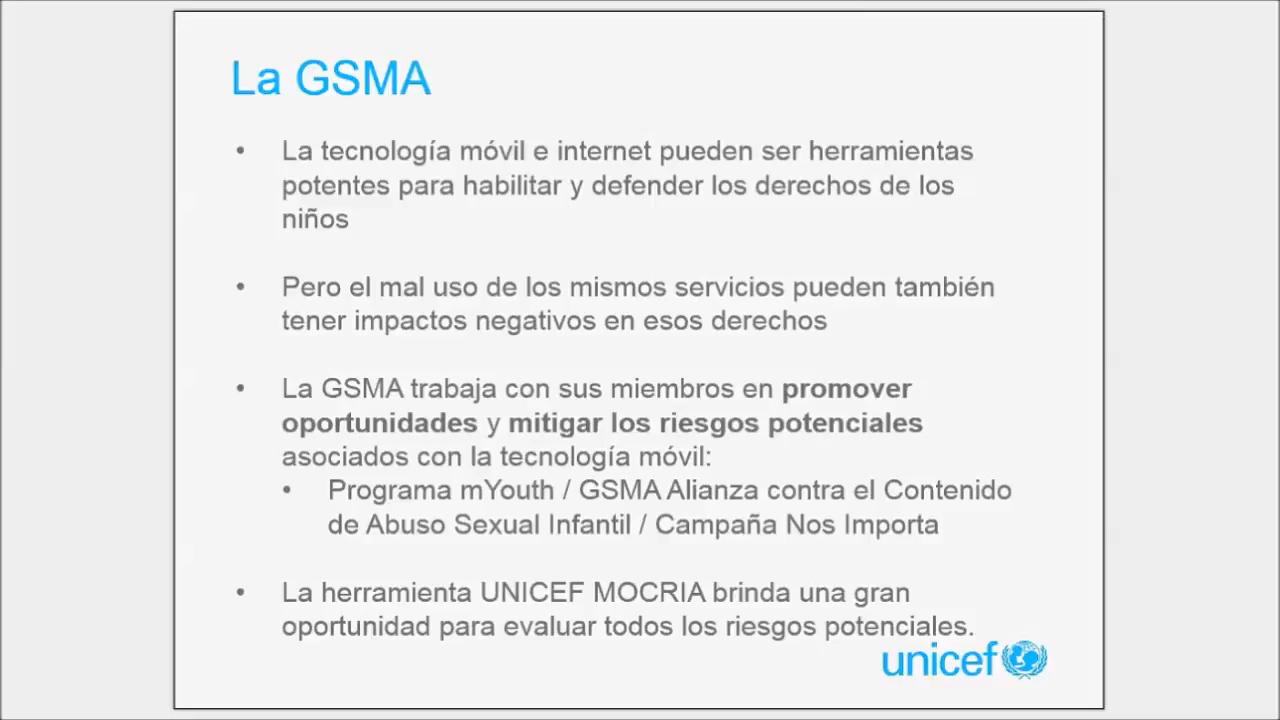 La GSMA
• La tecnología móvil e internet pueden ser herramientas
potentes para habilitar y defender los derechos de los
niños
• Pero el mal uso de los mismos servicios pueden también
tener impactos negativos en esos derechos
• La GSMA trabaja con sus miembros en promover
oportunidades y mitigar los riesgos potenciales
asociados con la tecnología móvil:
• Programa mYouth / GSMA Alianza contra el Contenido
de Abuso Sexual Infantil / Campaña Nos Importa
• La herramienta UNICEF MOCRIA brinda una gran
oportunidad para evaluar todos los riesgos potenciales.
unicef